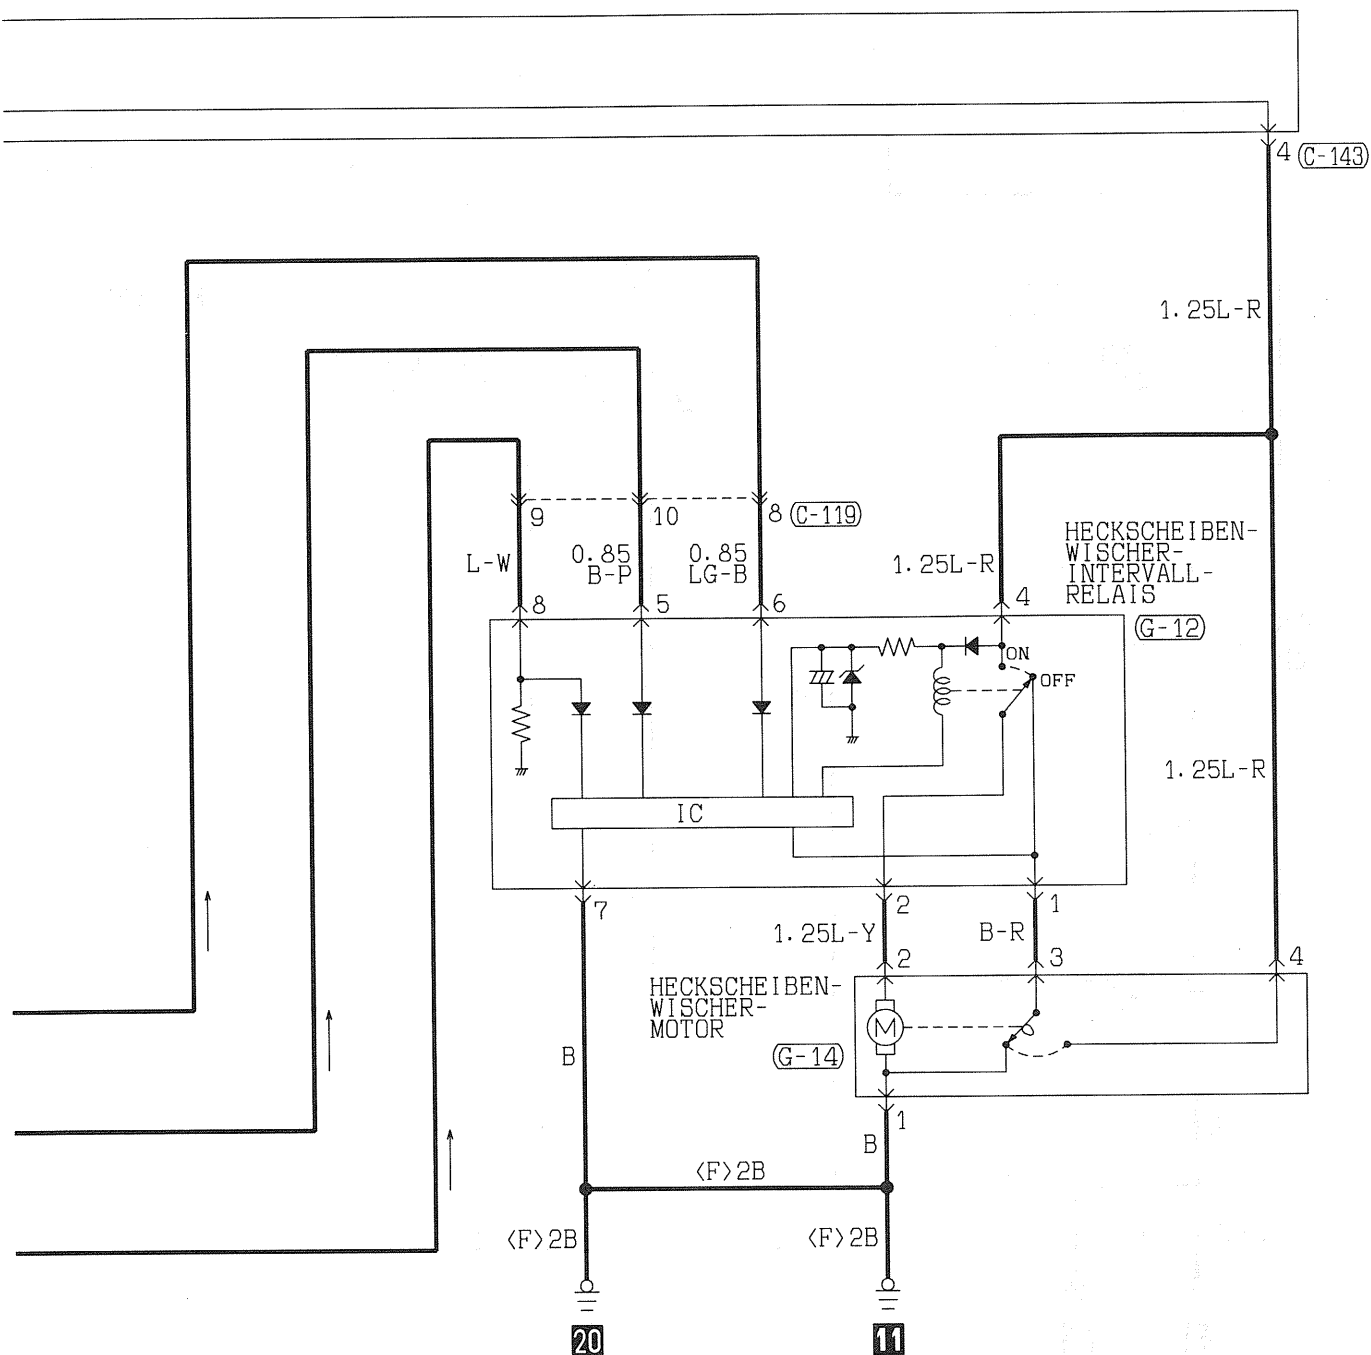 4 (C-143)
1.25L-R
9
10
8 (C-119)
L-W
0.85
B-P
0.85
LG-B
1.25L-R
HECKSCHEIBEN-
WISCHER-
INTERVALL-
RELAIS
8
5
6
4
(G-12)
ON
OFF
1.25L-R
IC
7
2
1
1.25L-Y
B-R
2
3
4
HECKSCHEIBEN-
WISCHER-
MOTOR
M
B
(G-14)
1
B
<F>2B
<F>2B
<F>2B
20
11